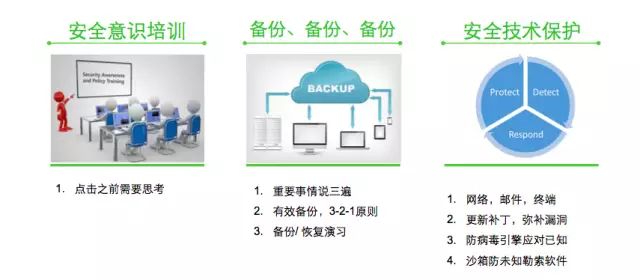 安全意识培训
Security Awareness
and Policy Training
1. 点击之前需要思考
备份、备份、备份
BACKUP
1. 重要事情说三遍
2. 有效备份，3-2-1原则
3. 备份/ 恢复演习
安全技术保护
Protect
Detect
Respond
1. 网络，邮件，终端
2. 更新补丁，弥补漏洞
3. 防病毒引擎应对已知
4. 沙箱防未知勒索软件